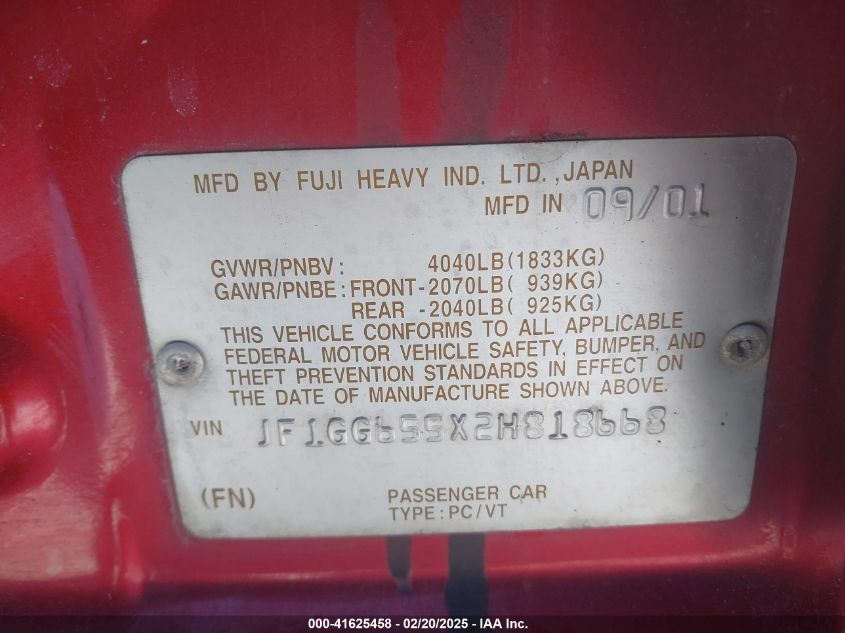 MFD BY FUJI HEAVY IND. LTD., JAPAN
MFD IN 09/01
GVWR/PNBV: 4040LB(1833KG)
GAWR/PNBE: FRONT-2070LB( 939KG)
REAR -2040LB( 925KG)
THIS VEHICLE CONFORMS TO ALL APPLICABLE
FEDERAL MOTOR VEHICLE SAFETY, BUMPER, AND
THEFT PREVENTION STANDARDS IN EFFECT ON
THE DATE OF MANUFACTURE SHOWN ABOVE.
VIN JF1GG655X2H818668
(FN) PASSENGER CAR
TYPE: PC/VT
000-41625458 - 02/20/2025 - IAA Inc.